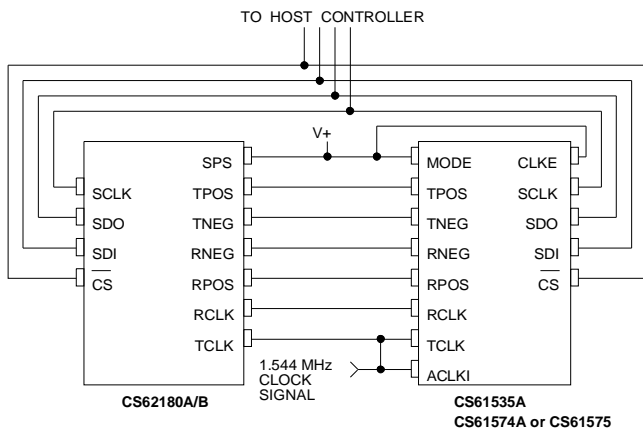 TO HOST CONTROLLER
V+
SPS
SCLK
TPOS
SDO
TNEG
SDI
RNEG
CS
RPOS
RCLK
TCLK
MODE
CLKE
TPOS
SCLK
TNEG
SDO
RNEG
SDI
RPOS
CS
RCLK
TCLK
ACLKI
1.544 MHz
CLOCK
SIGNAL
CS62180A/B
CS61535A
CS61574A or CS61575